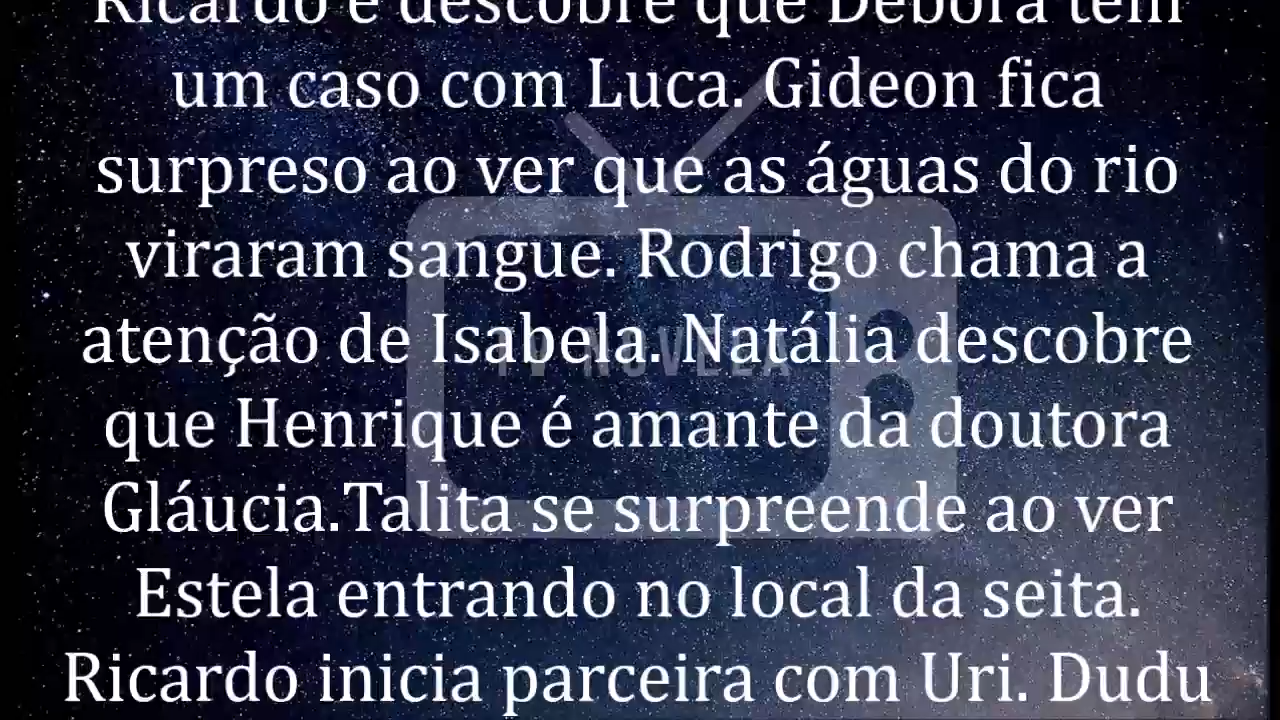 Ricardo e descobre que Débora tem
um caso com Luca. Gideon fica
surpreso ao ver que as águas do rio
viraram sangue. Rodrigo chama a
atenção de Isabela. Natália descobre
TV NOVELA
que Henrique é amante da doutora
Gláucia.Talita se surpreende ao ver
Estela entrando no local da seita.
Ricardo inicia parceira com Uri. Dudu